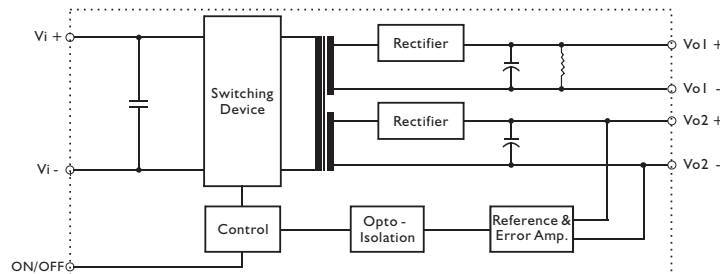 Vi +
Rectifier
Vo1 +
Switching
Device
Vo1 -
Rectifier
Vo2 +
Vi -
Vo2 -
Control
Opto -
Isolation
Reference &
Error Amp.
ON/OFF